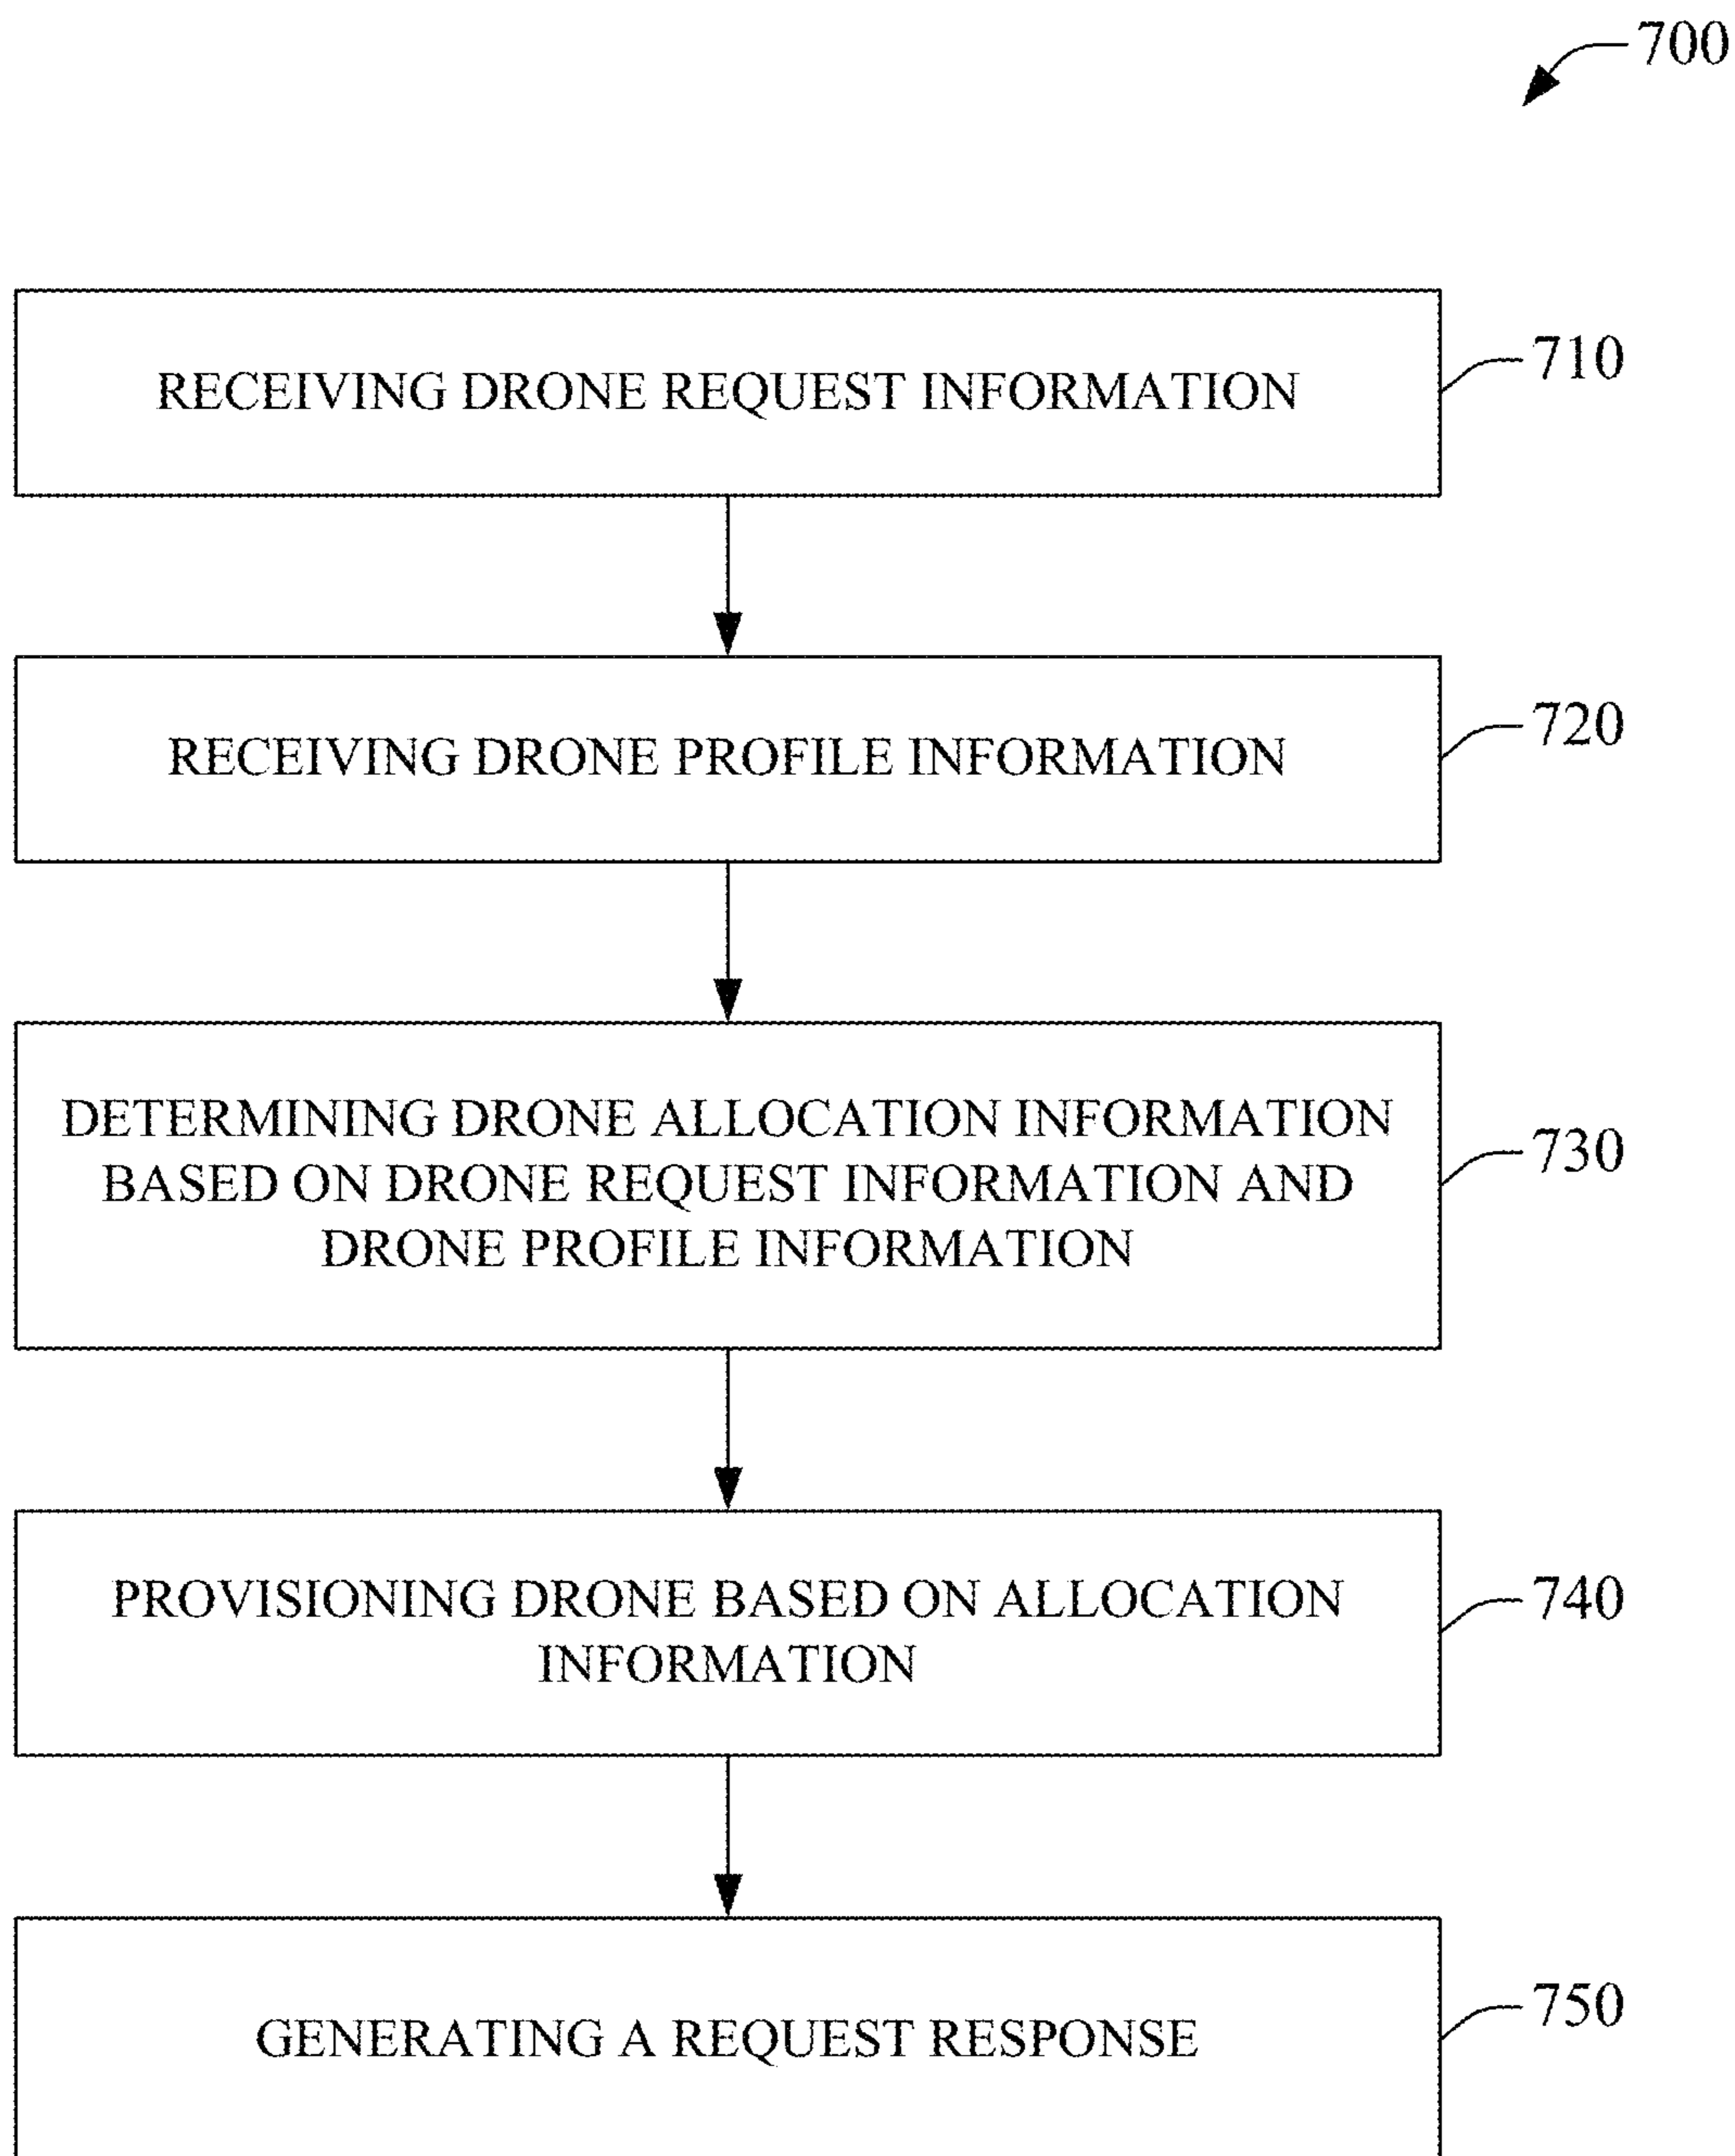 700
RECEIVING DRONE REQUEST INFORMATION
710
RECEIVING DRONE PROFILE INFORMATION
720
DETERMINING DRONE ALLOCATION INFORMATION
BASED ON DRONE REQUEST INFORMATION AND
DRONE PROFILE INFORMATION
730
PROVISIONING DRONE BASED ON ALLOCATION
INFORMATION
740
GENERATING A REQUEST RESPONSE
750